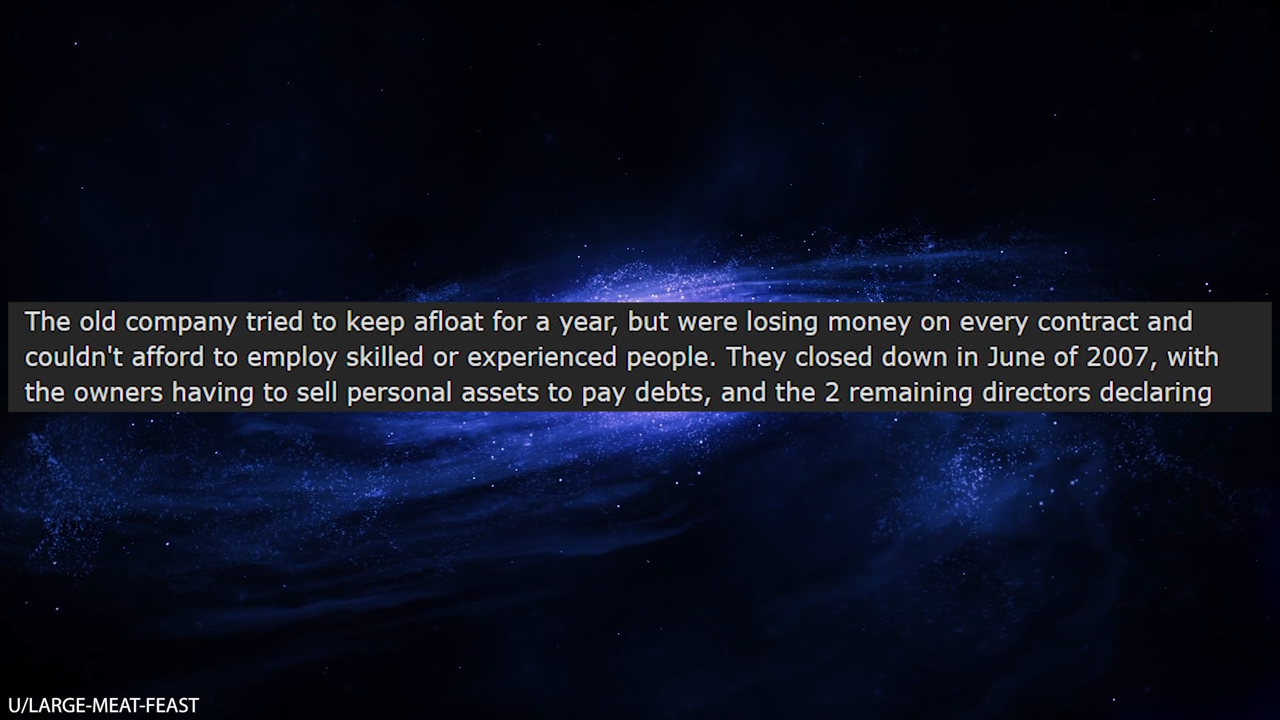 The old company tried to keep afloat for a year, but were losing money on every contract and
couldn't afford to employ skilled or experienced people. They closed down in June of 2007, with
the owners having to sell personal assets to pay debts, and the 2 remaining directors declaring
U/LARGE-MEAT-FEAST